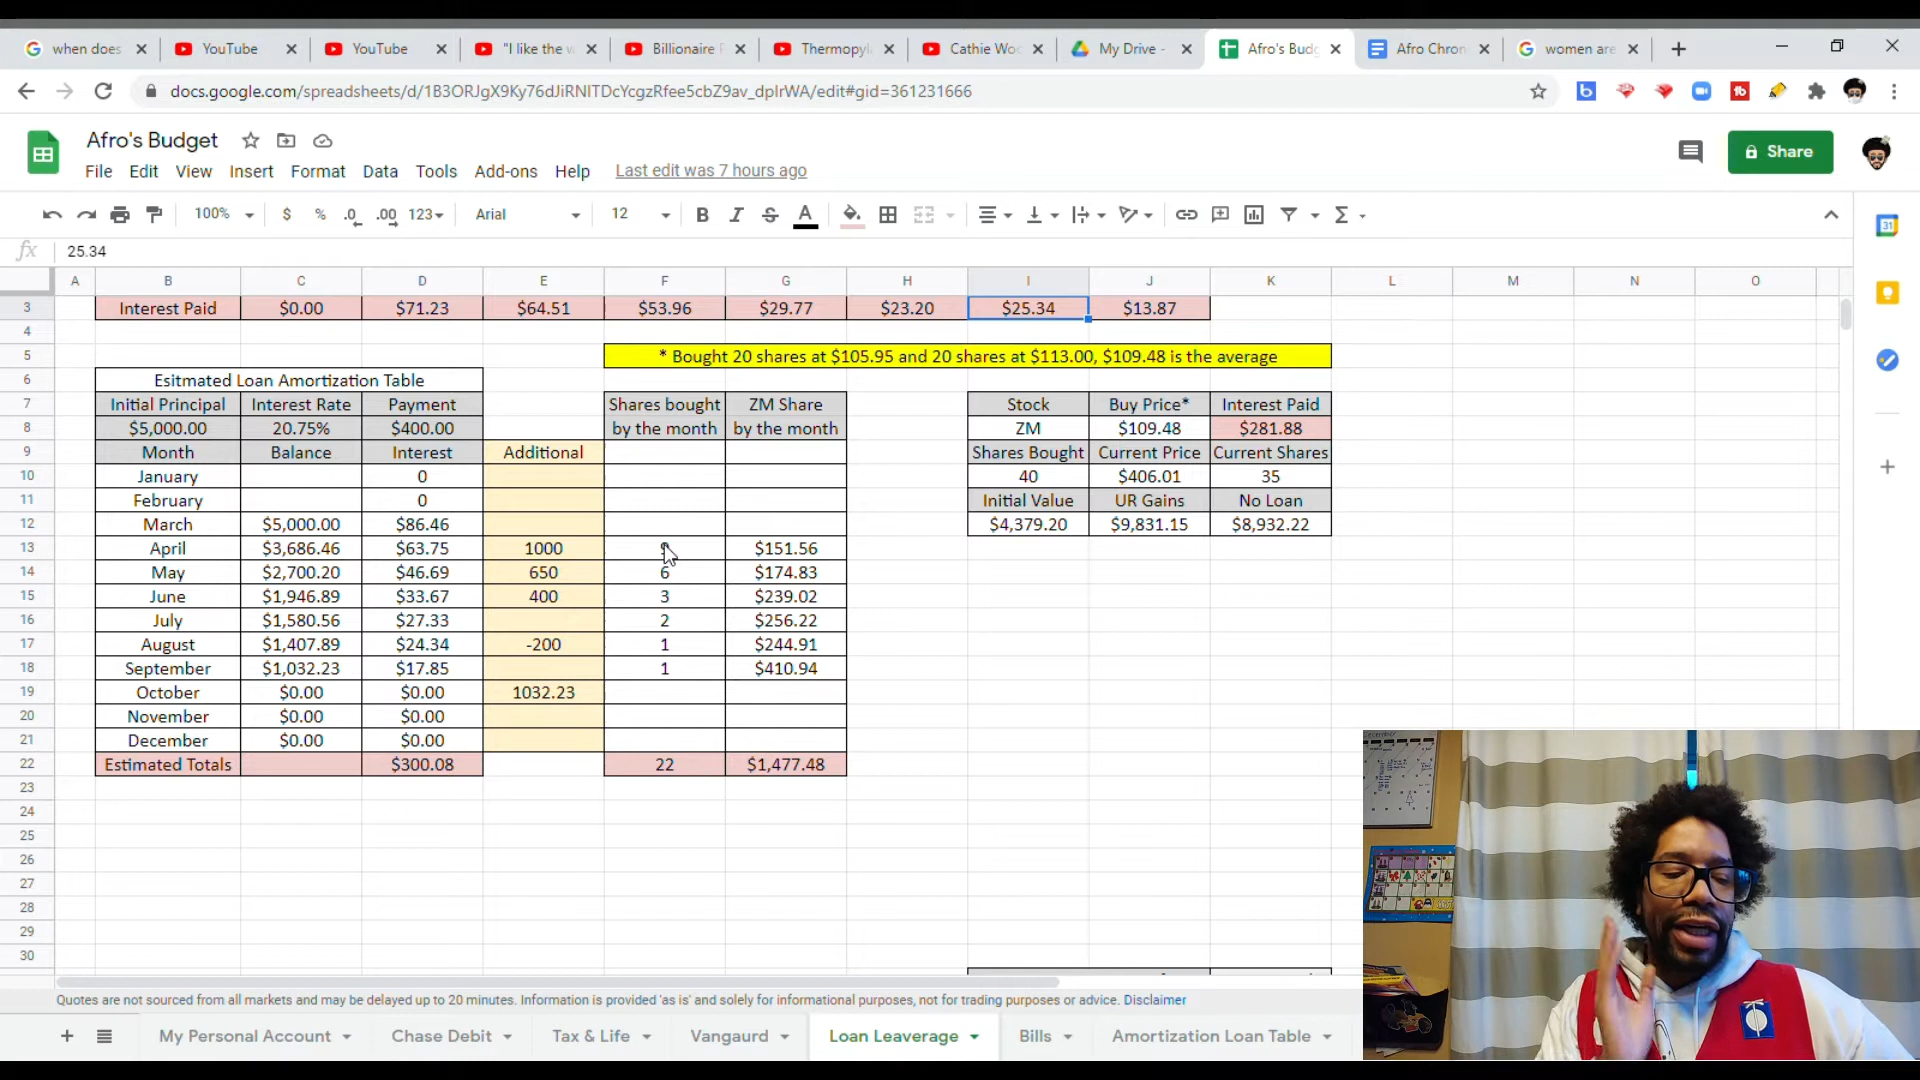 when does
YouTube
YouTube
"I like the w
Billionaire
Thermopyl
Cathie Woo
My Drive -
Afro's Budg
Afro Chron
women are
docs.google.com/spreadsheets/d/1B3ORJgX9Ky76dJiRNITDcYcgzRfee5cbZ9av_dpIrWA/edit#gid=361231666
Afro's Budget
File Edit View Insert Format Data Tools Add-ons Help Last edit was 7 hours ago
Share
100% $ % .0 .00 123 Arial 12 B I S A
fx 25.34
A B C D E F G H I J K L M N O
3 Interest Paid $0.00 $71.23 $64.51 $53.96 $29.77 $23.20 $25.34 $13.87
4
5 * Bought 20 shares at $105.95 and 20 shares at $113.00, $109.48 is the average
6 Esitmated Loan Amortization Table
7 Initial Principal Interest Rate Payment Shares bought ZM Share Stock Buy Price* Interest Paid
8 $5,000.00 20.75% $400.00 by the month by the month ZM $109.48 $281.88
9 Month Balance Interest Additional Shares Bought Current Price Current Shares
10 January 0 40 $406.01 35
11 February 0 Initial Value UR Gains No Loan
12 March $5,000.00 $86.46 $4,379.20 $9,831.15 $8,932.22
13 April $3,686.46 $63.75 1000 $151.56
14 May $2,700.20 $46.69 650 6 $174.83
15 June $1,946.89 $33.67 400 3 $239.02
16 July $1,580.56 $27.33 2 $256.22
17 August $1,407.89 $24.34 -200 1 $244.91
18 September $1,032.23 $17.85 1 $410.94
19 October $0.00 $0.00 1032.23
20 November $0.00 $0.00
21 December $0.00 $0.00
22 Estimated Totals $300.08 22 $1,477.48
23
24
25
26
27
28
29
30
Quotes are not sourced from all markets and may be delayed up to 20 minutes. Information is provided 'as is' and solely for informational purposes, not for trading purposes or advice. Disclaimer
My Personal Account Chase Debit Tax & Life Vangaurd Loan Leaverage Bills Amortization Loan Table